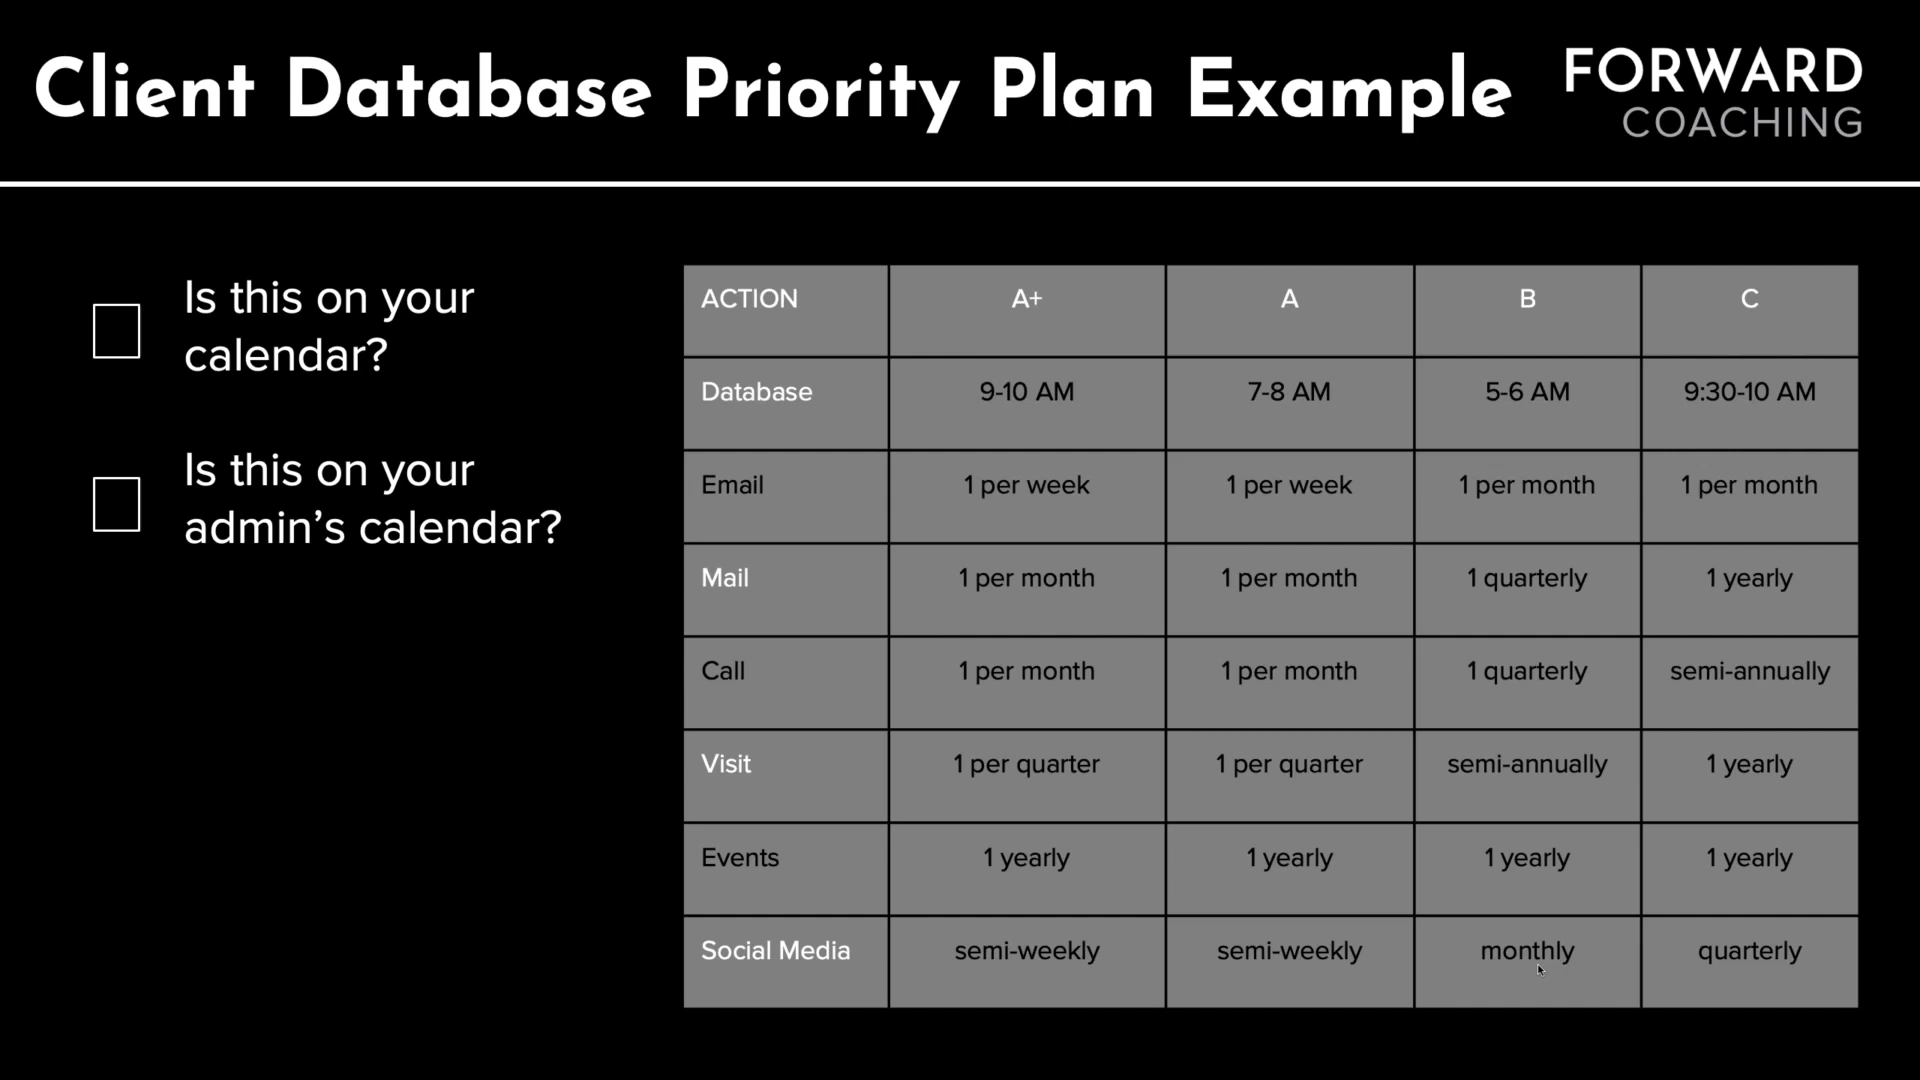 Client Database Priority Plan Example
FORWARD
COACHING
Is this on your
calendar?
Is this on your
admin’s calendar?
ACTION A+ A B C
Database 9-10 AM 7-8 AM 5-6 AM 9:30-10 AM
Email 1 per week 1 per week 1 per month 1 per month
Mail 1 per month 1 per month 1 quarterly 1 yearly
Call 1 per month 1 per month 1 quarterly semi-annually
Visit 1 per quarter 1 per quarter semi-annually 1 yearly
Events 1 yearly 1 yearly 1 yearly 1 yearly
Social Media semi-weekly semi-weekly monthly quarterly